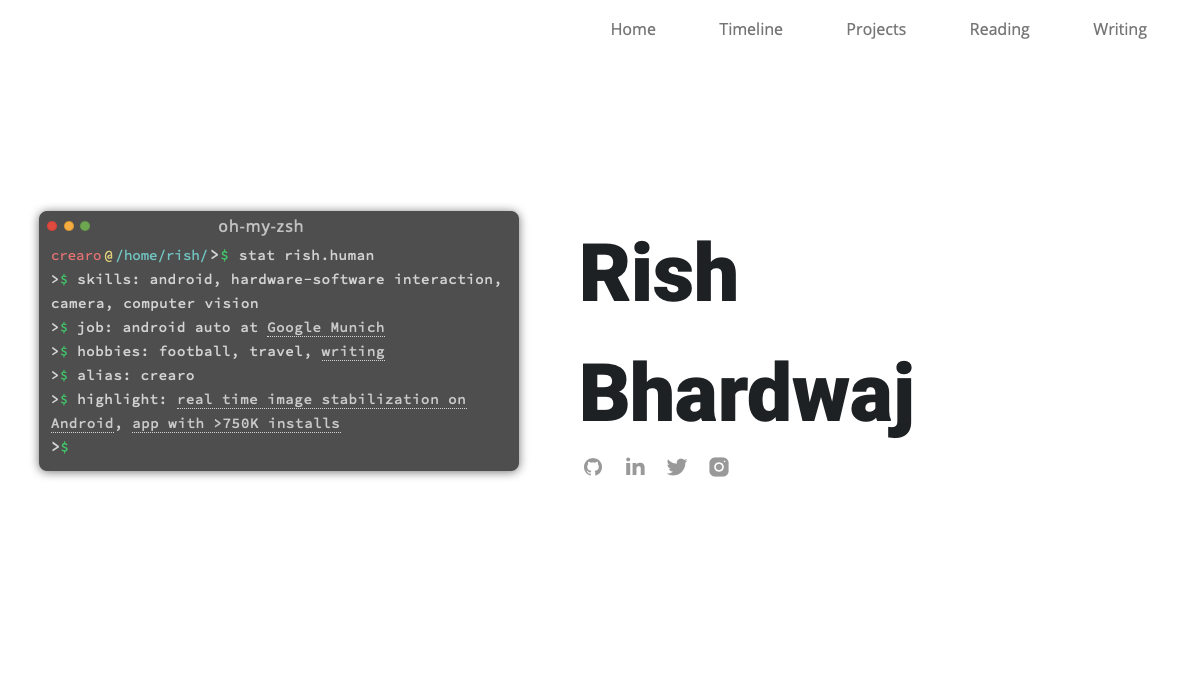 Home Timeline Projects Reading Writing
oh-my-zsh
crearo@/home/rish/>$ stat rish.human
>$ skills: android, hardware-software interaction,
camera, computer vision
>$ job: android auto at Google Munich
>$ hobbies: football, travel, writing
>$ alias: crearo
>$ highlight: real time image stabilization on
Android, app with >750K installs
>$
Rish
Bhardwaj
in